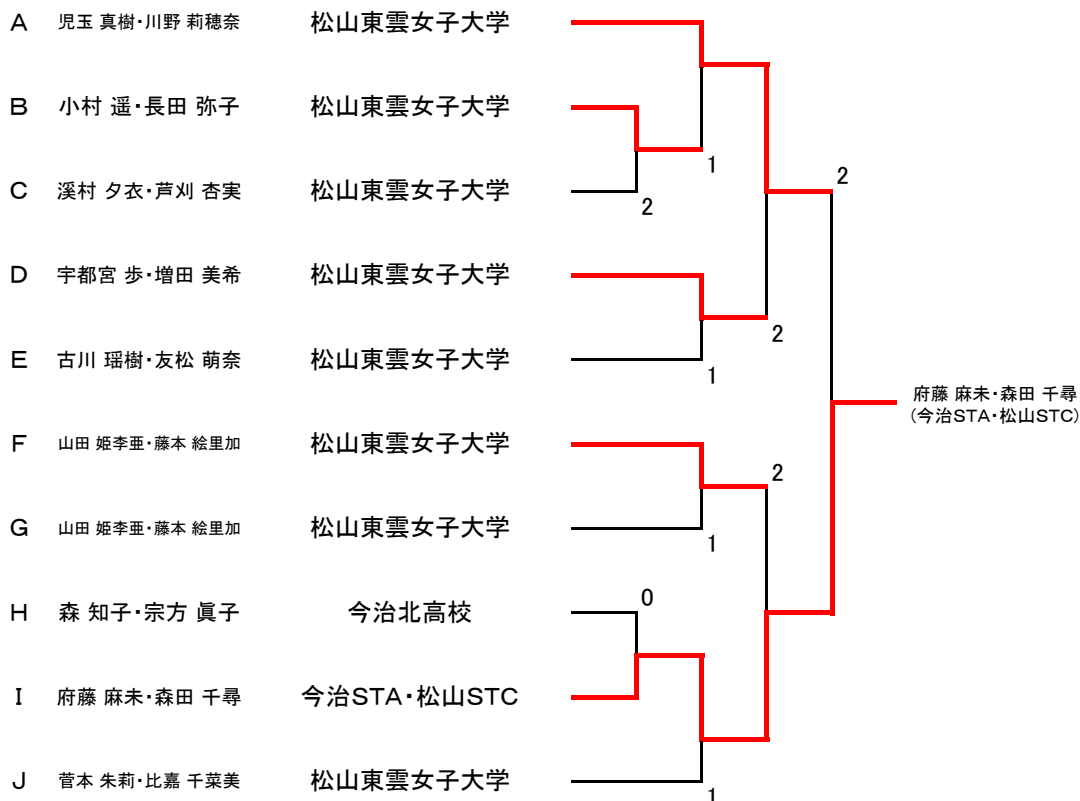 A 児玉 真樹・川野 莉穂奈 松山東雲女子大学
B 小村 遥・長田 弥子 松山東雲女子大学
1
2
C 渓村 夕衣・芦刈 杏実 松山東雲女子大学
2
D 宇都宮 歩・増田 美希 松山東雲女子大学
2
E 古川 瑶樹・友松 萌奈 松山東雲女子大学
1
府藤 麻未・森田 千尋
(今治STA・松山STC)
F 山田 姫李亜・藤本 絵里加 松山東雲女子大学
2
G 山田 姫李亜・藤本 絵里加 松山東雲女子大学
1
0
H 森 知子・宗方 眞子 今治北高校
I 府藤 麻未・森田 千尋 今治STA・松山STC
J 菅本 朱莉・比嘉 千菜美 松山東雲女子大学
1